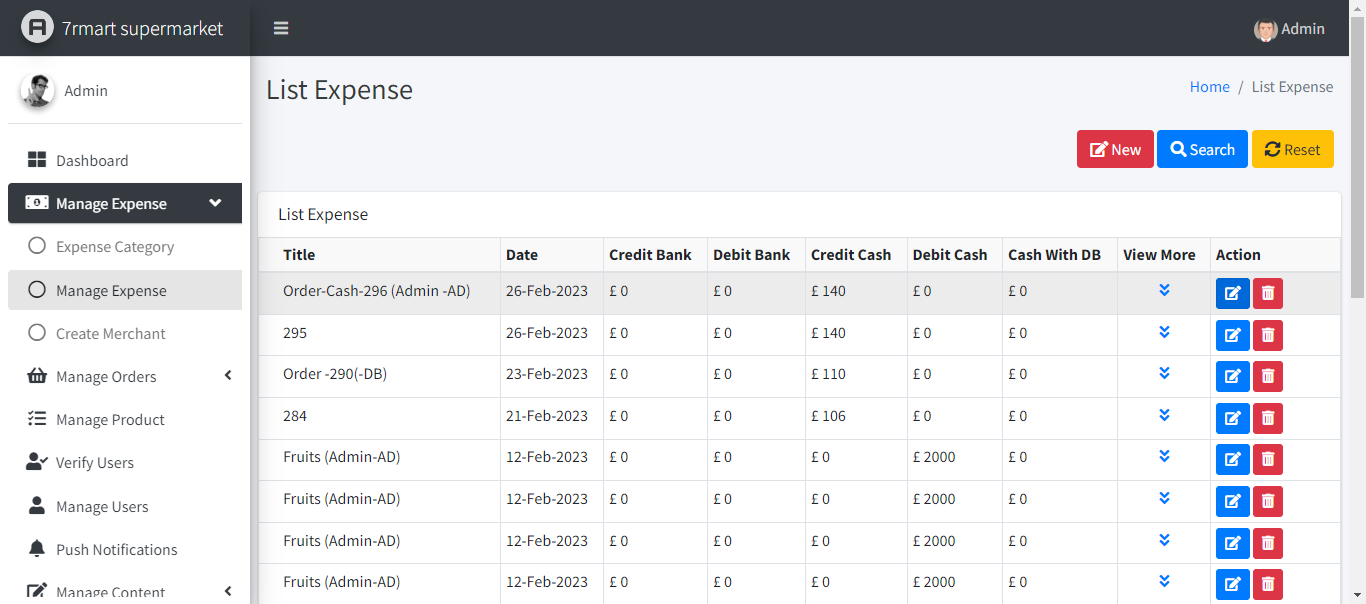 7rmart supermarket
Admin
Admin
List Expense
Home / List Expense
New Search Reset
Dashboard
Manage Expense
Expense Category
Manage Expense
Create Merchant
Manage Orders
Manage Product
Verify Users
Manage Users
Push Notifications
Manage Content
List Expense
Title Date Credit Bank Debit Bank Credit Cash Debit Cash Cash With DB View More Action
Order-Cash-296 (Admin -AD) 26-Feb-2023 £ 0 £ 0 £ 140 £ 0 £ 0
295 26-Feb-2023 £ 0 £ 0 £ 140 £ 0 £ 0
Order -290(-DB) 23-Feb-2023 £ 0 £ 0 £ 110 £ 0 £ 0
284 21-Feb-2023 £ 0 £ 0 £ 106 £ 0 £ 0
Fruits (Admin-AD) 12-Feb-2023 £ 0 £ 0 £ 0 £ 2000 £ 0
Fruits (Admin-AD) 12-Feb-2023 £ 0 £ 0 £ 0 £ 2000 £ 0
Fruits (Admin-AD) 12-Feb-2023 £ 0 £ 0 £ 0 £ 2000 £ 0
Fruits (Admin-AD) 12-Feb-2023 £ 0 £ 0 £ 0 £ 2000 £ 0